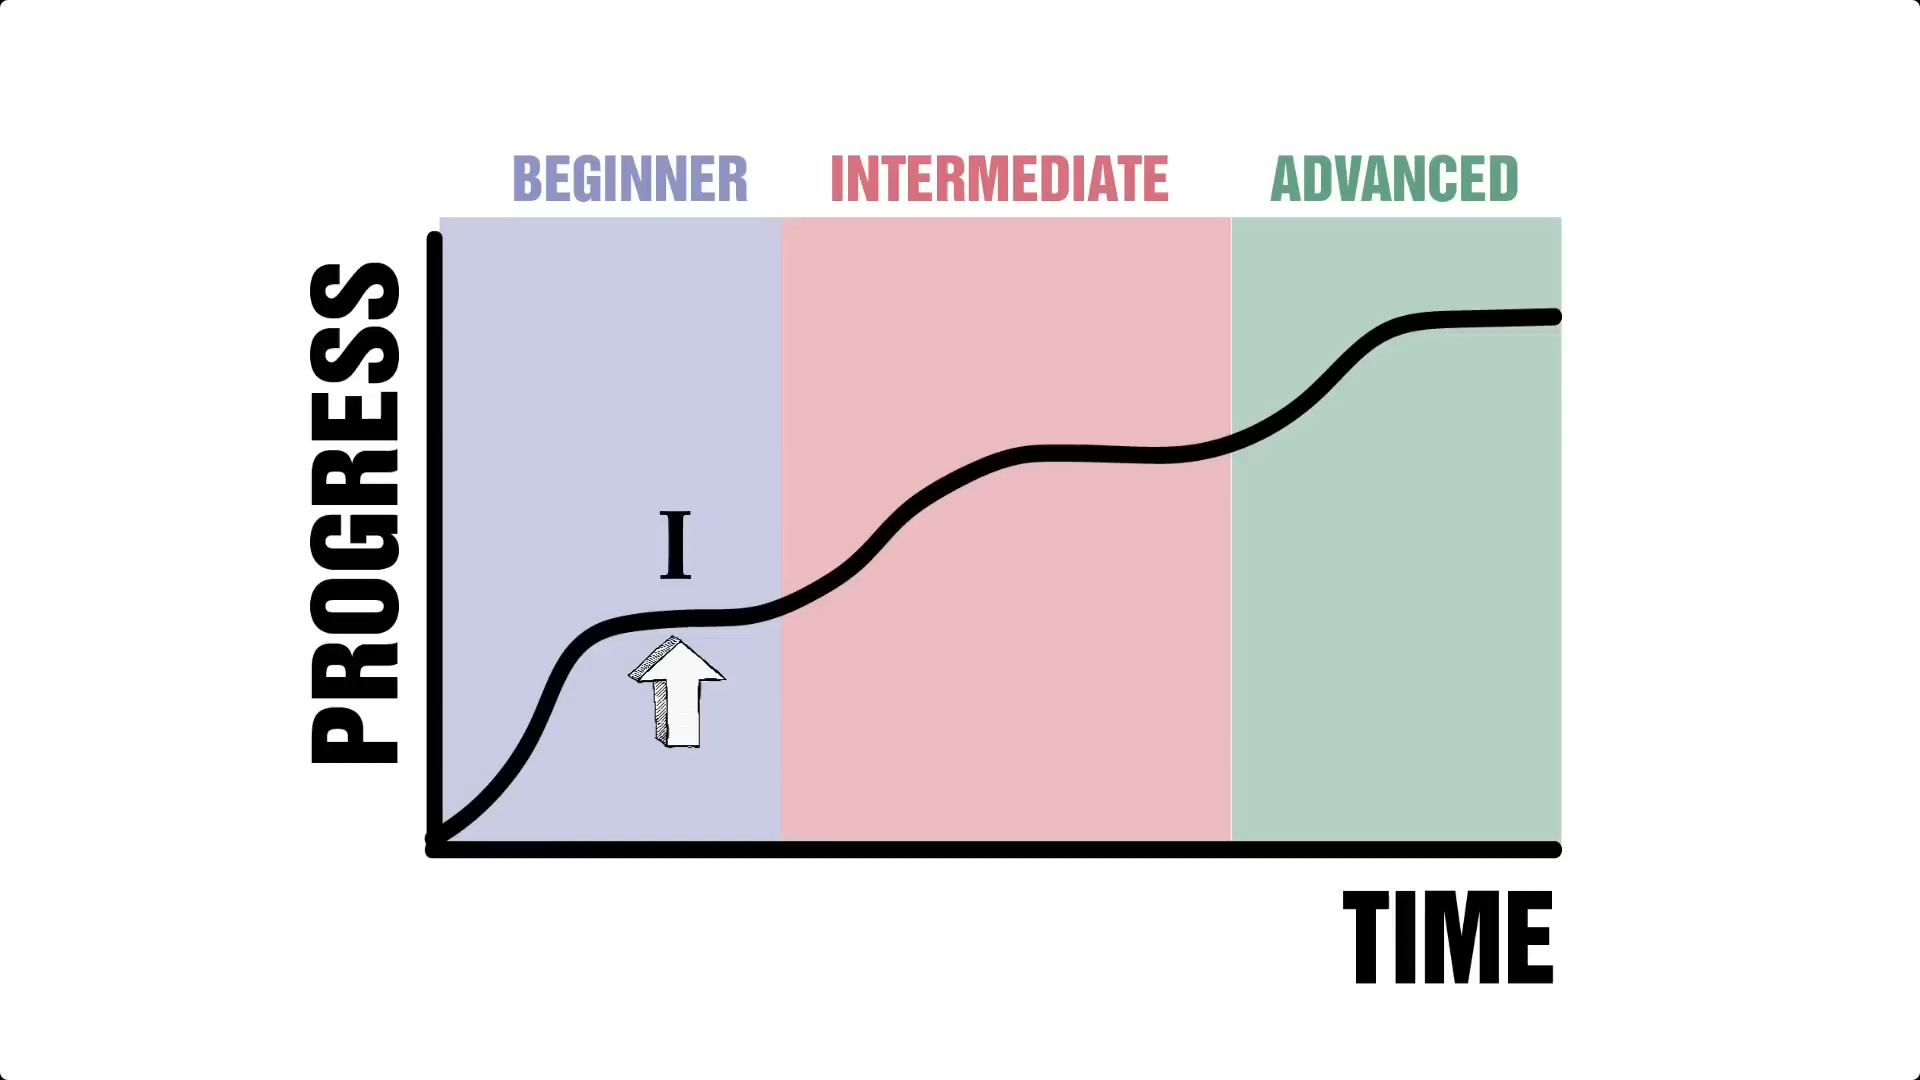 BEGINNER
INTERMEDIATE
ADVANCED
PROGRESS
I
TIME